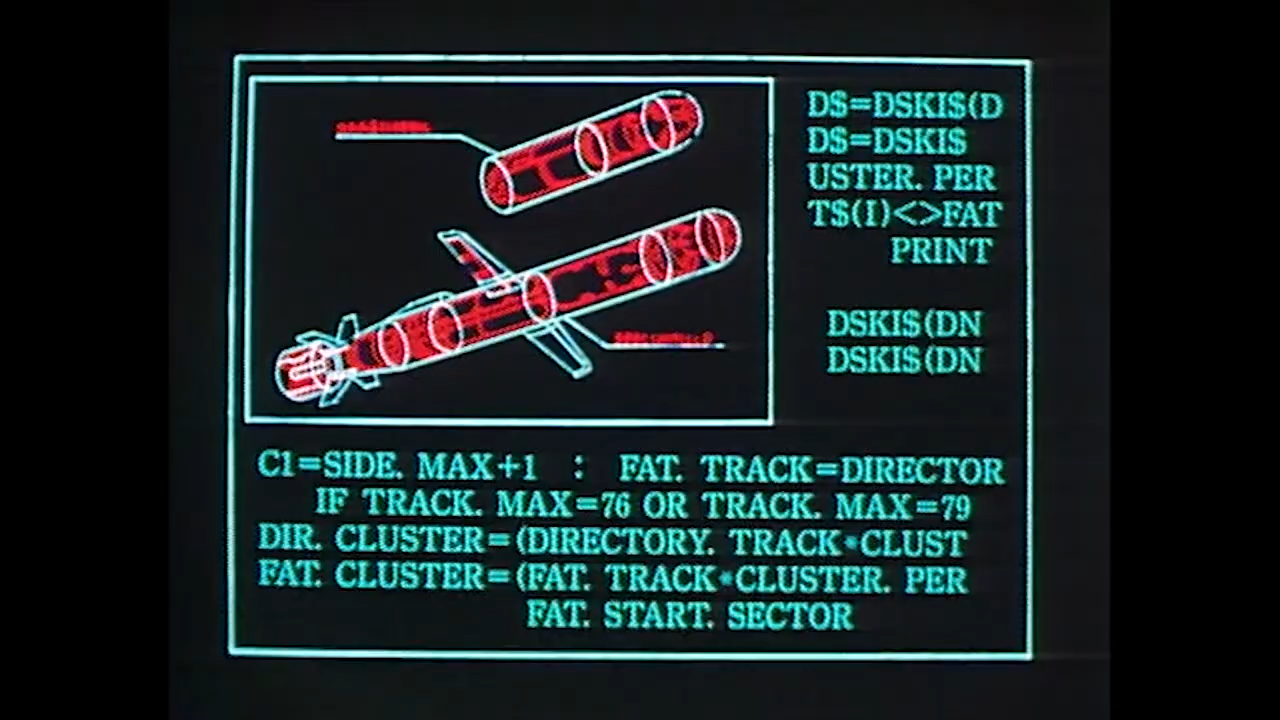 D$=DSKI$(D
D$=DSKI$
USTER. PER
T$(I)<>FAT
PRINT
DSKI$(DN
DSKI$(DN
C1=SIDE. MAX+1 : FAT. TRACK=DIRECTOR
IF TRACK. MAX=76 OR TRACK. MAX=79
DIR. CLUSTER=(DIRECTORY. TRACK*CLUST
FAT. CLUSTER=(FAT. TRACK*CLUSTER. PER
FAT. START. SECTOR